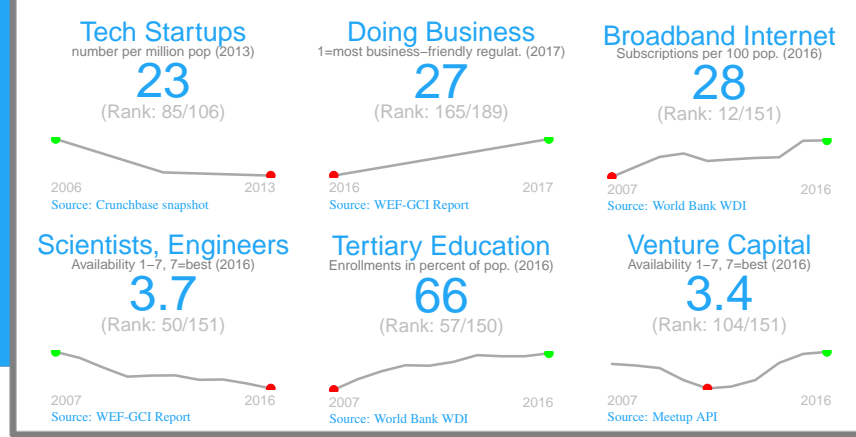 Tech Startups
number per million pop (2013)
23
(Rank: 85/106)
2006 2013
Source: Crunchbase snapshot
Doing Business
1=most business−friendly regulat. (2017)
27
(Rank: 165/189)
2016 2017
Source: WEF-GCI Report
Broadband Internet
Subscriptions per 100 pop. (2016)
28
(Rank: 12/151)
2007 2016
Source: World Bank WDI
Scientists, Engineers
Availability 1−7, 7=best (2016)
3.7
(Rank: 50/151)
2007 2016
Source: WEF-GCI Report
Tertiary Education
Enrollments in percent of pop. (2016)
66
(Rank: 57/150)
2007 2016
Source: World Bank WDI
Venture Capital
Availability 1−7, 7=best (2016)
3.4
(Rank: 104/151)
2007 2016
Source: Meetup API